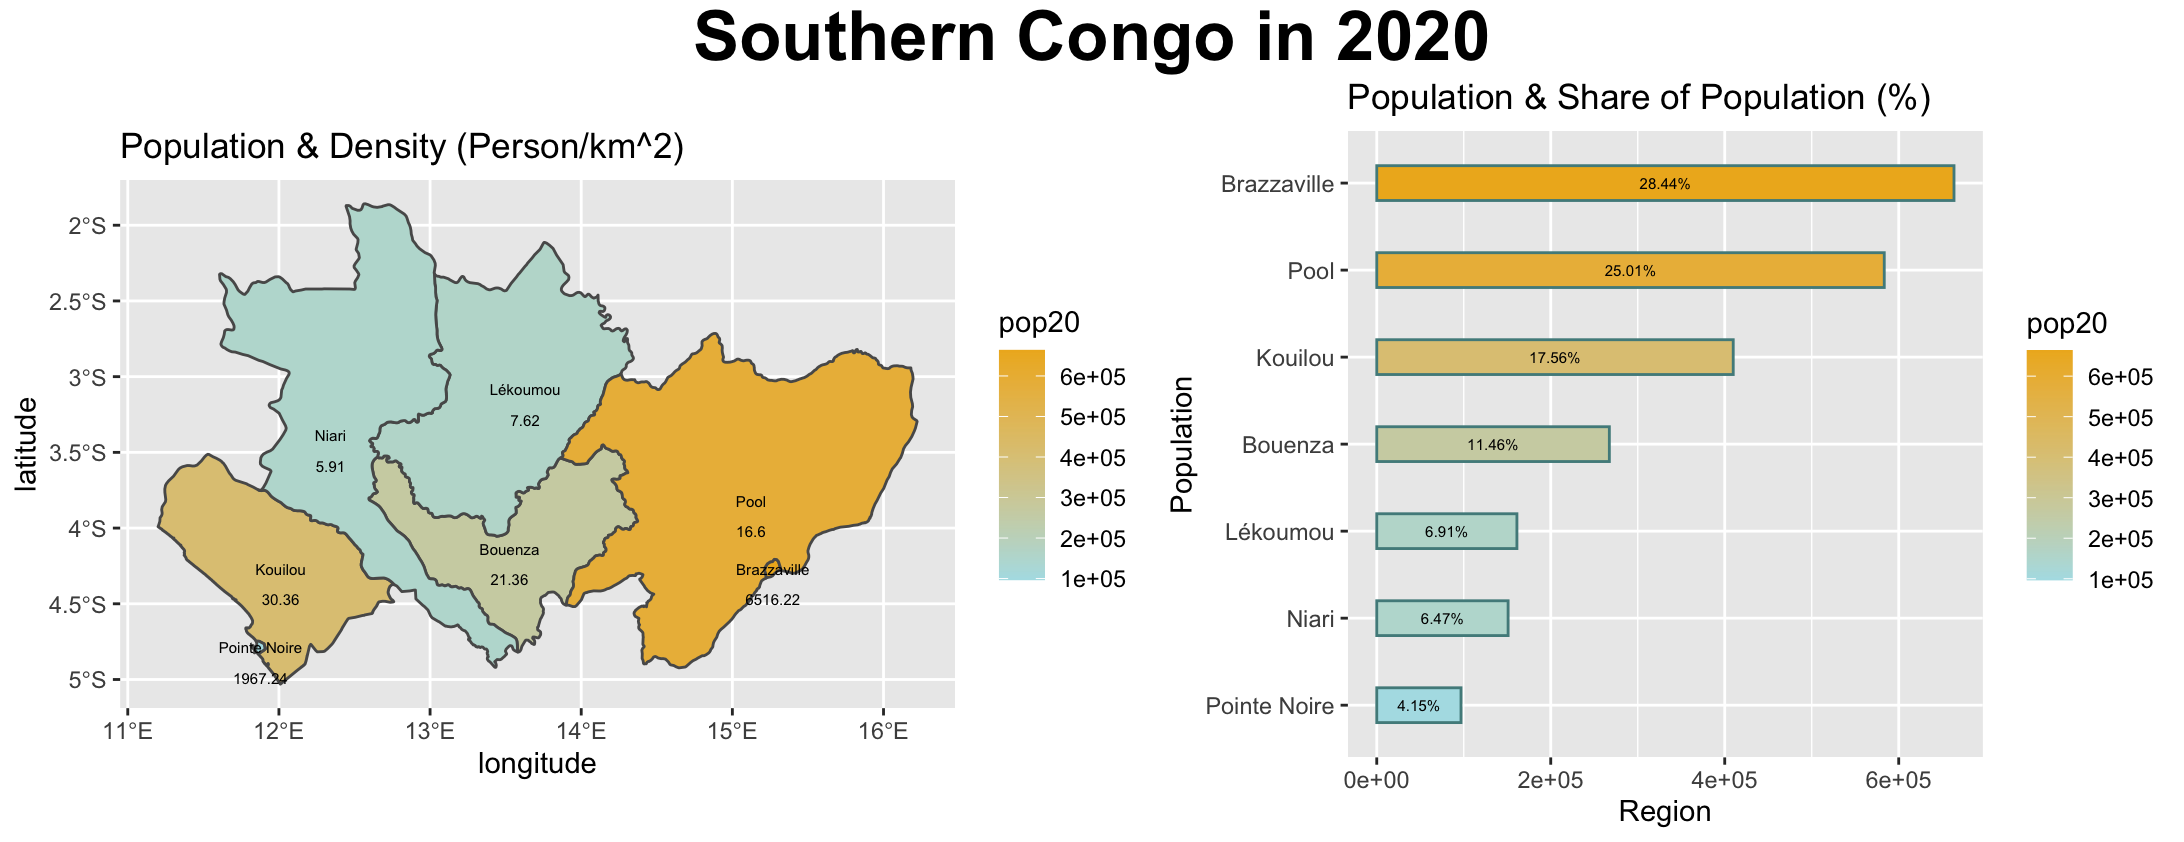 Southern Congo in 2020
Population & Density (Person/km^2)
latitude
2°S
2.5°S
3°S
3.5°S
4°S
4.5°S
5°S
Lékoumou
7.62
Niari
5.91
Pool
16.6
Bouenza
21.36
Kouilou
30.36
Brazzaville
6516.22
Pointe Noire
1967.24
11°E 12°E 13°E 14°E 15°E 16°E
longitude
pop20
6e+05
5e+05
4e+05
3e+05
2e+05
1e+05
Population & Share of Population (%)
Population
Brazzaville 28.44%
Pool 25.01%
Kouilou 17.56%
Bouenza 11.46%
Lékoumou 6.91%
Niari 6.47%
Pointe Noire 4.15%
0e+00 2e+05 4e+05 6e+05
Region
pop20
6e+05
5e+05
4e+05
3e+05
2e+05
1e+05